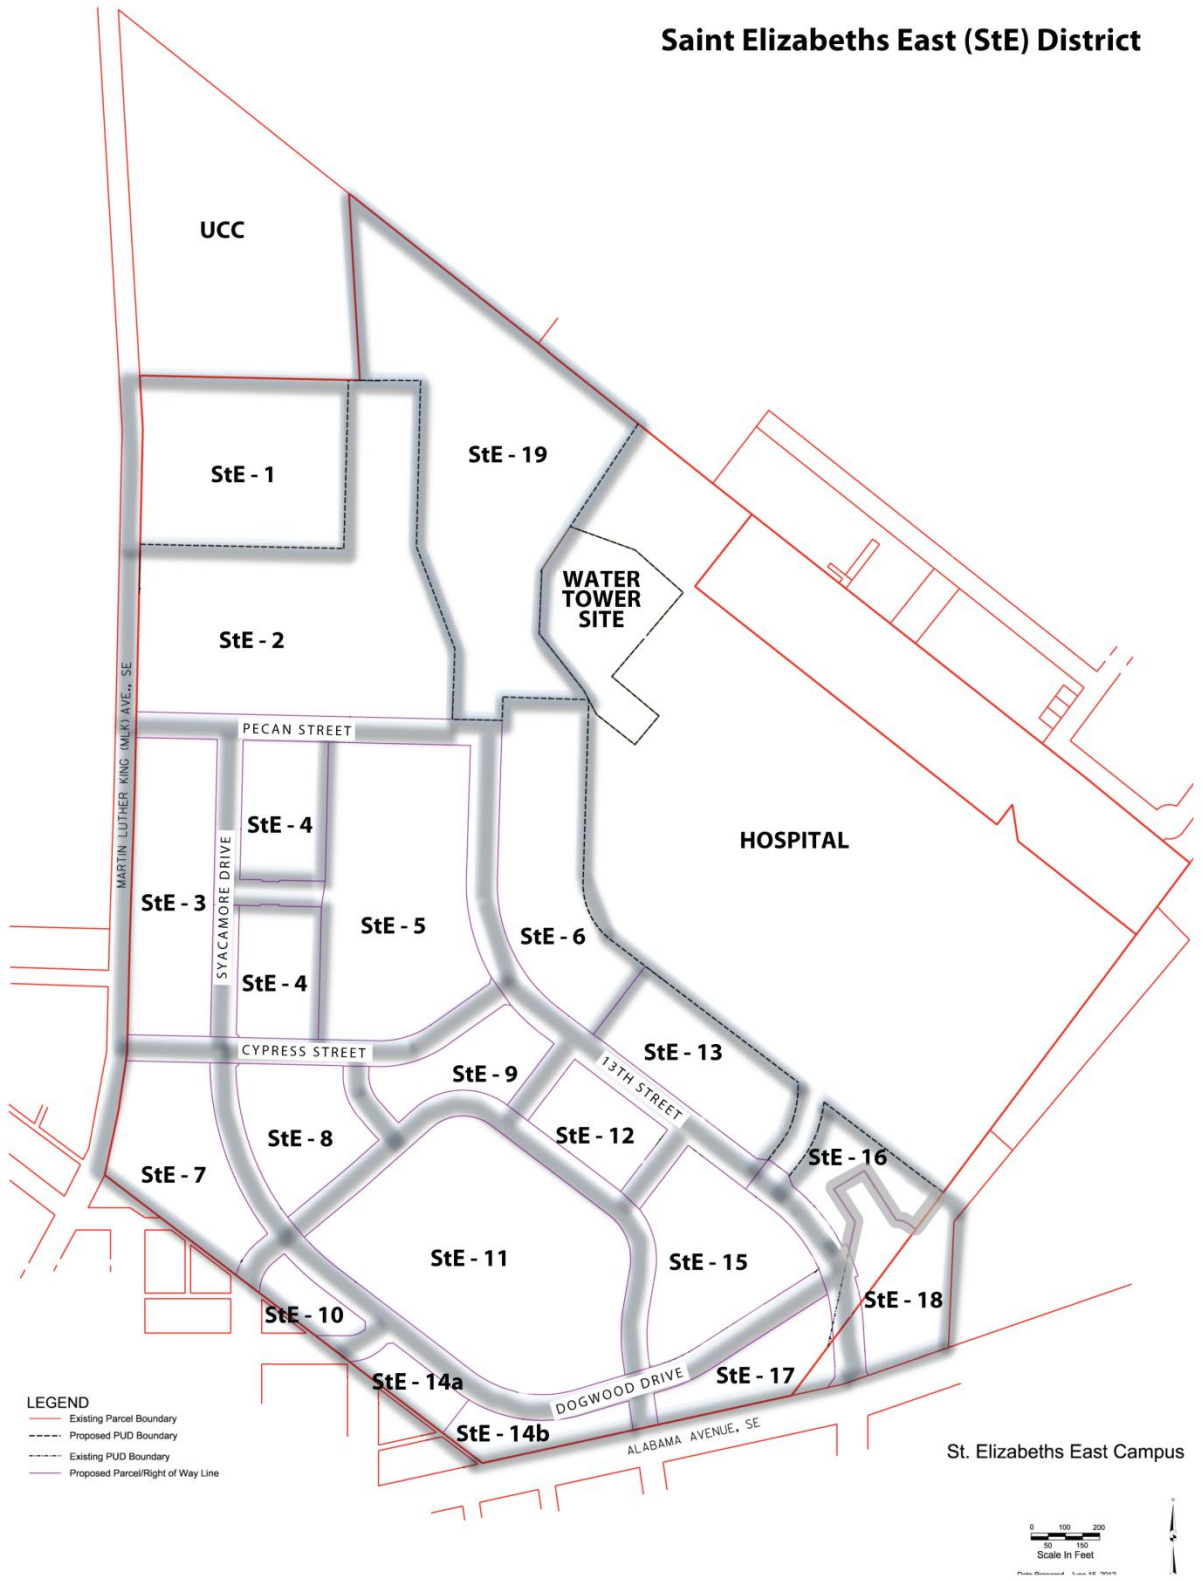 Saint Elizabeths East (StE) District
UCC
StE - 19
StE - 1
WATER
TOWER
SITE
StE - 2
MARTIN LUTHER KING (MLK) AVE., SE
PECAN STREET
StE - 4
HOSPITAL
SYACAMORE DRIVE
StE - 3
StE - 5
StE - 6
StE - 4
CYPRESS STREET
StE - 13
13TH STREET
StE - 9
StE - 12
StE - 8
StE - 16
StE - 7
StE - 11
StE - 15
StE - 18
StE - 10
StE - 17
StE - 14a
DOGWOOD DRIVE
StE - 14b
ALABAMA AVENUE, SE
LEGEND
Existing Parcel Boundary
Proposed PUD Boundary
Existing PUD Boundary
Proposed Parcel/Right of Way Line
St. Elizabeths East Campus
N
0 100 200
50 150
Scale In Feet